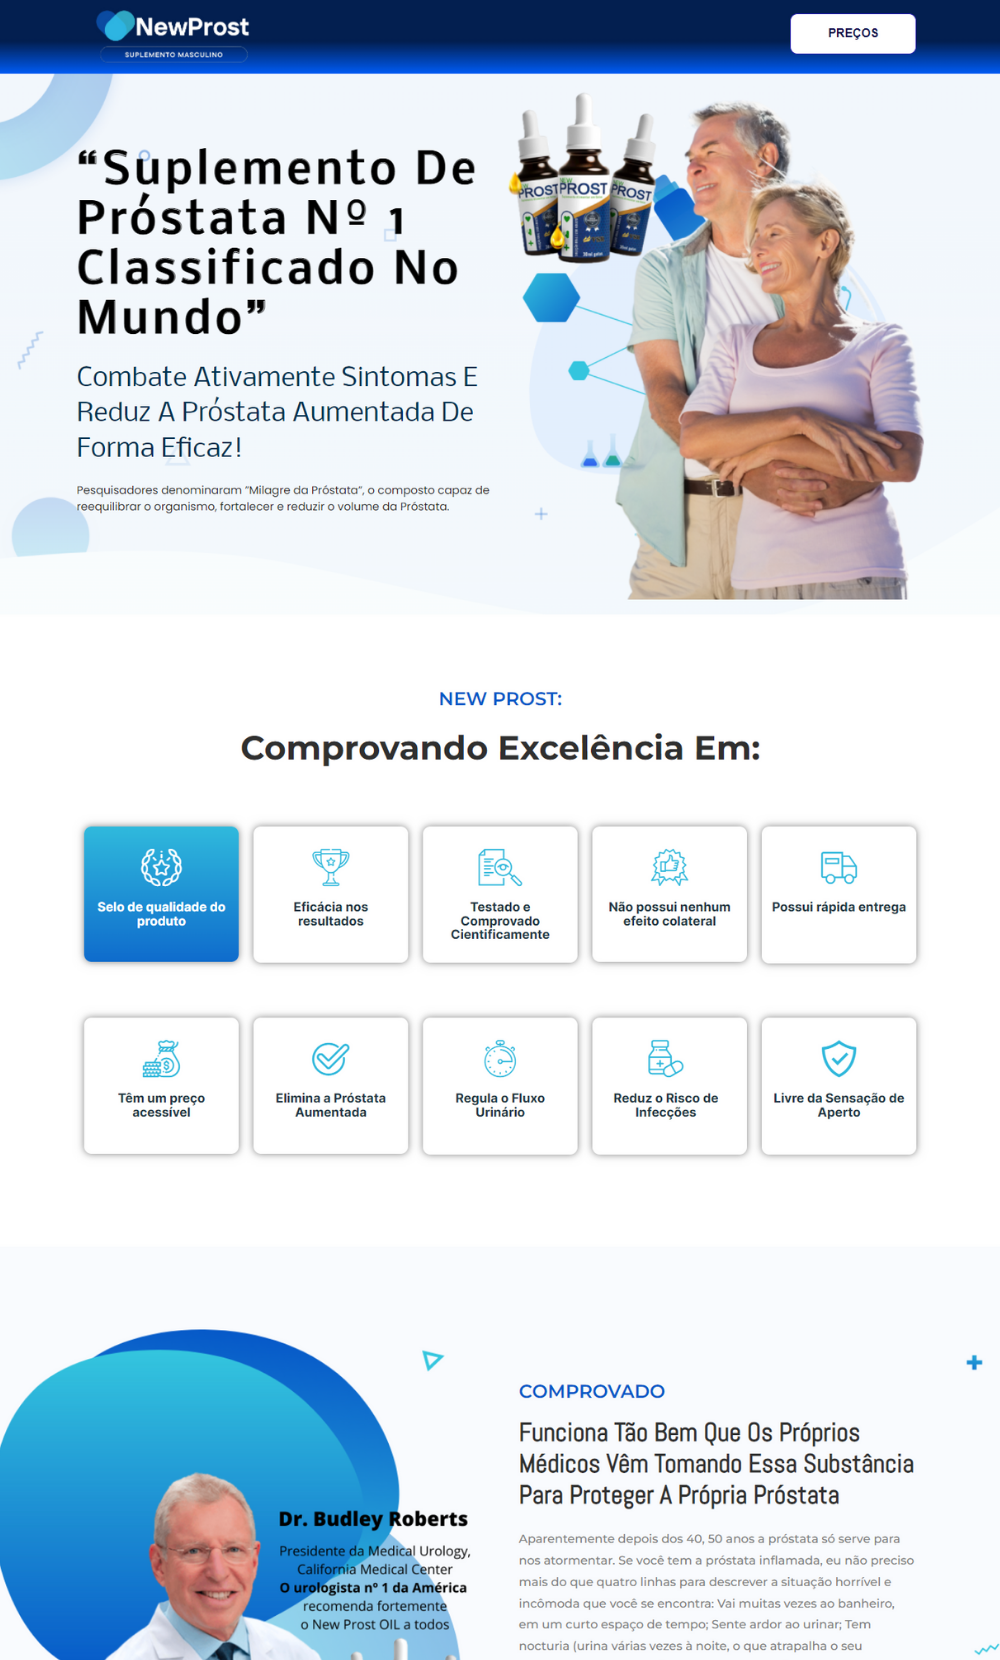 NewProst
SUPLEMENTO MASCULINO
PREÇOS
“Suplemento De
Próstata Nº 1
Classificado No
Mundo”
Combate Ativamente Sintomas E
Reduz A Próstata Aumentada De
Forma Eficaz!
Pesquisadores denominaram “Milagre da Próstata”, o composto capaz de
reequilibrar o organismo, fortalecer e reduzir o volume da Próstata.
PROST
NEW
PROST
PROST
NEW PROST:
Comprovando Excelência Em:
Selo de qualidade do
produto
Eficácia nos
resultados
Testado e
Comprovado
Cientificamente
Não possui nenhum
efeito colateral
Possui rápida entrega
Têm um preço
acessível
Elimina a Próstata
Aumentada
Regula o Fluxo
Urinário
Reduz o Risco de
Infecções
Livre da Sensação de
Aperto
Dr. Budley Roberts
Presidente da Medical Urology,
California Medical Center
O urologista nº 1 da América
recomenda fortemente
o New Prost OIL a todos
COMPROVADO
Funciona Tão Bem Que Os Próprios
Médicos Vêm Tomando Essa Substância
Para Proteger A Própria Próstata
Aparentemente depois dos 40, 50 anos a próstata só serve para
nos atormentar. Se você tem a próstata inflamada, eu não preciso
mais do que quatro linhas para descrever a situação horrível e
incômoda que você se encontra: Vai muitas vezes ao banheiro,
em um curto espaço de tempo; Sente ardor ao urinar; Tem
nocturia (urina várias vezes à noite, o que atrapalha o seu